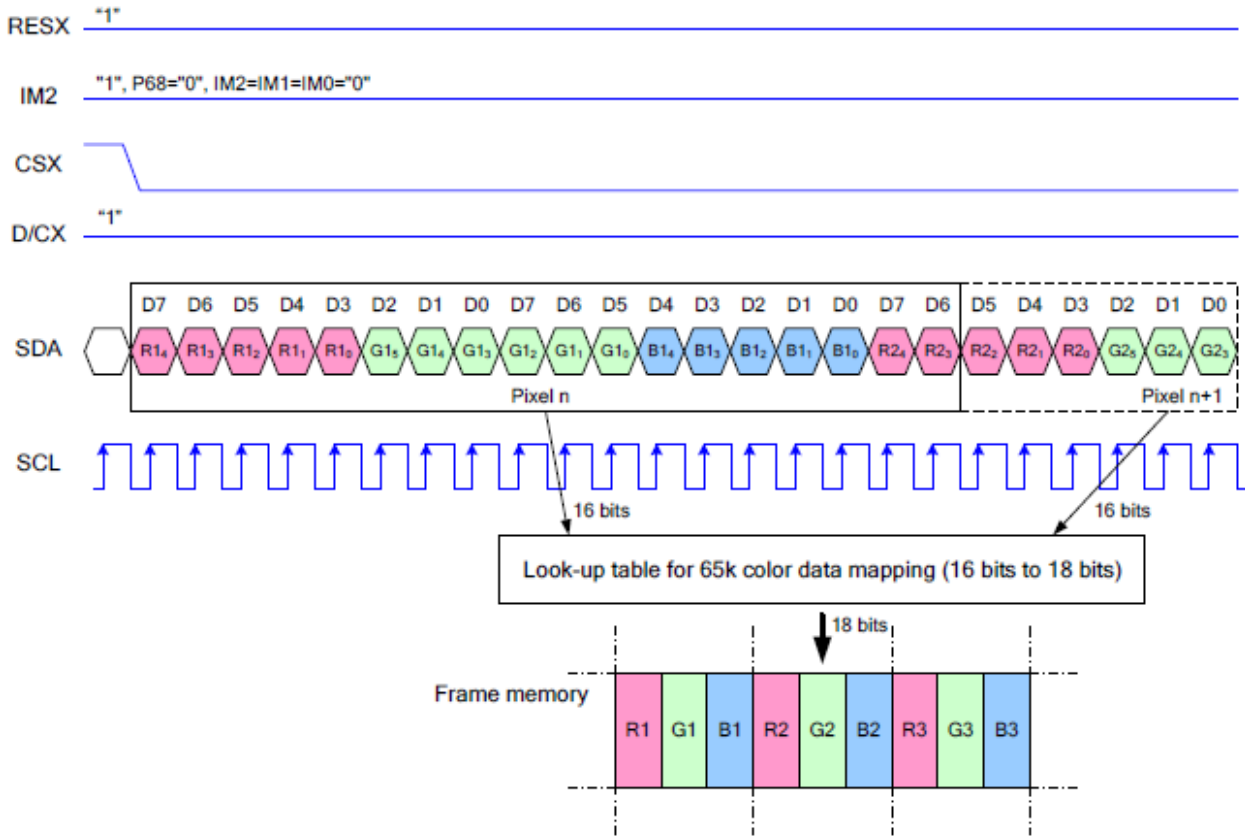 RESX "1"
IM2 "1", P68="0", IM2=IM1=IM0="0"
CSX
D/CX "1"
D7 D6 D5 D4 D3 D2 D1 D0 D7 D6 D5 D4 D3 D2 D1 D0 D7 D6 D5 D4 D3 D2 D1 D0
SDA R1₄ R1₃ R1₂ R1₁ R1₀ G1₅ G1₄ G1₃ G1₂ G1₁ G1₀ B1₄ B1₃ B1₂ B1₁ B1₀ R2₄ R2₃ R2₂ R2₁ R2₀ G2₅ G2₄ G2₃
Pixel n Pixel n+1
SCL
16 bits 16 bits
Look-up table for 65k color data mapping (16 bits to 18 bits)
18 bits
Frame memory
R1 G1 B1 R2 G2 B2 R3 G3 B3